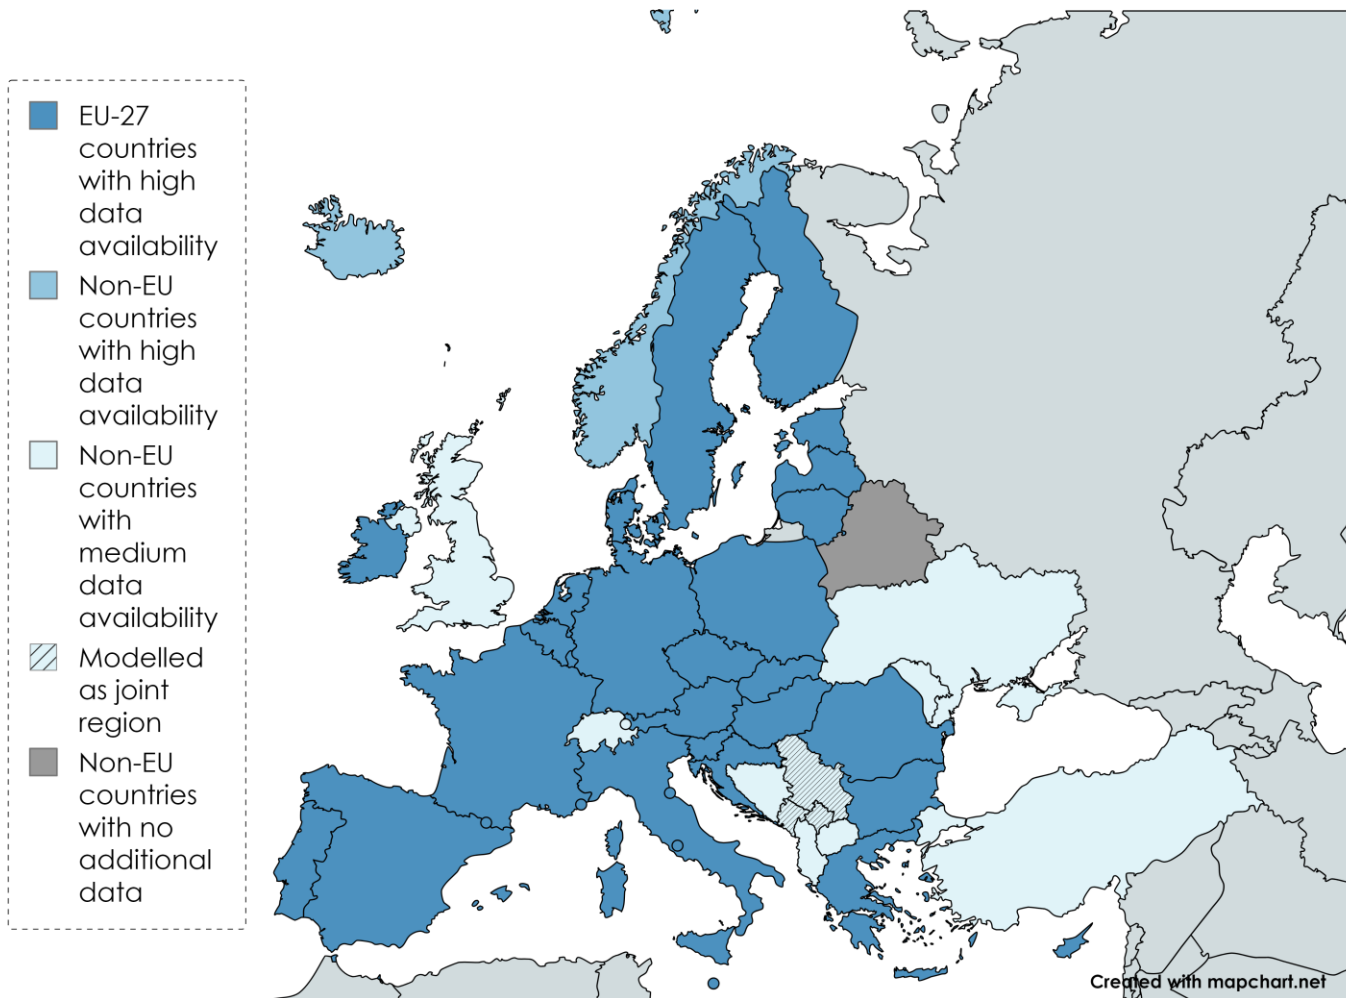 EU-27
countries
with high
data
availability
Non-EU
countries
with high
data
availability
Non-EU
countries
with
medium
data
availability
Modelled
as joint
region
Non-EU
countries
with no
additional
data
Created with mapchart.net